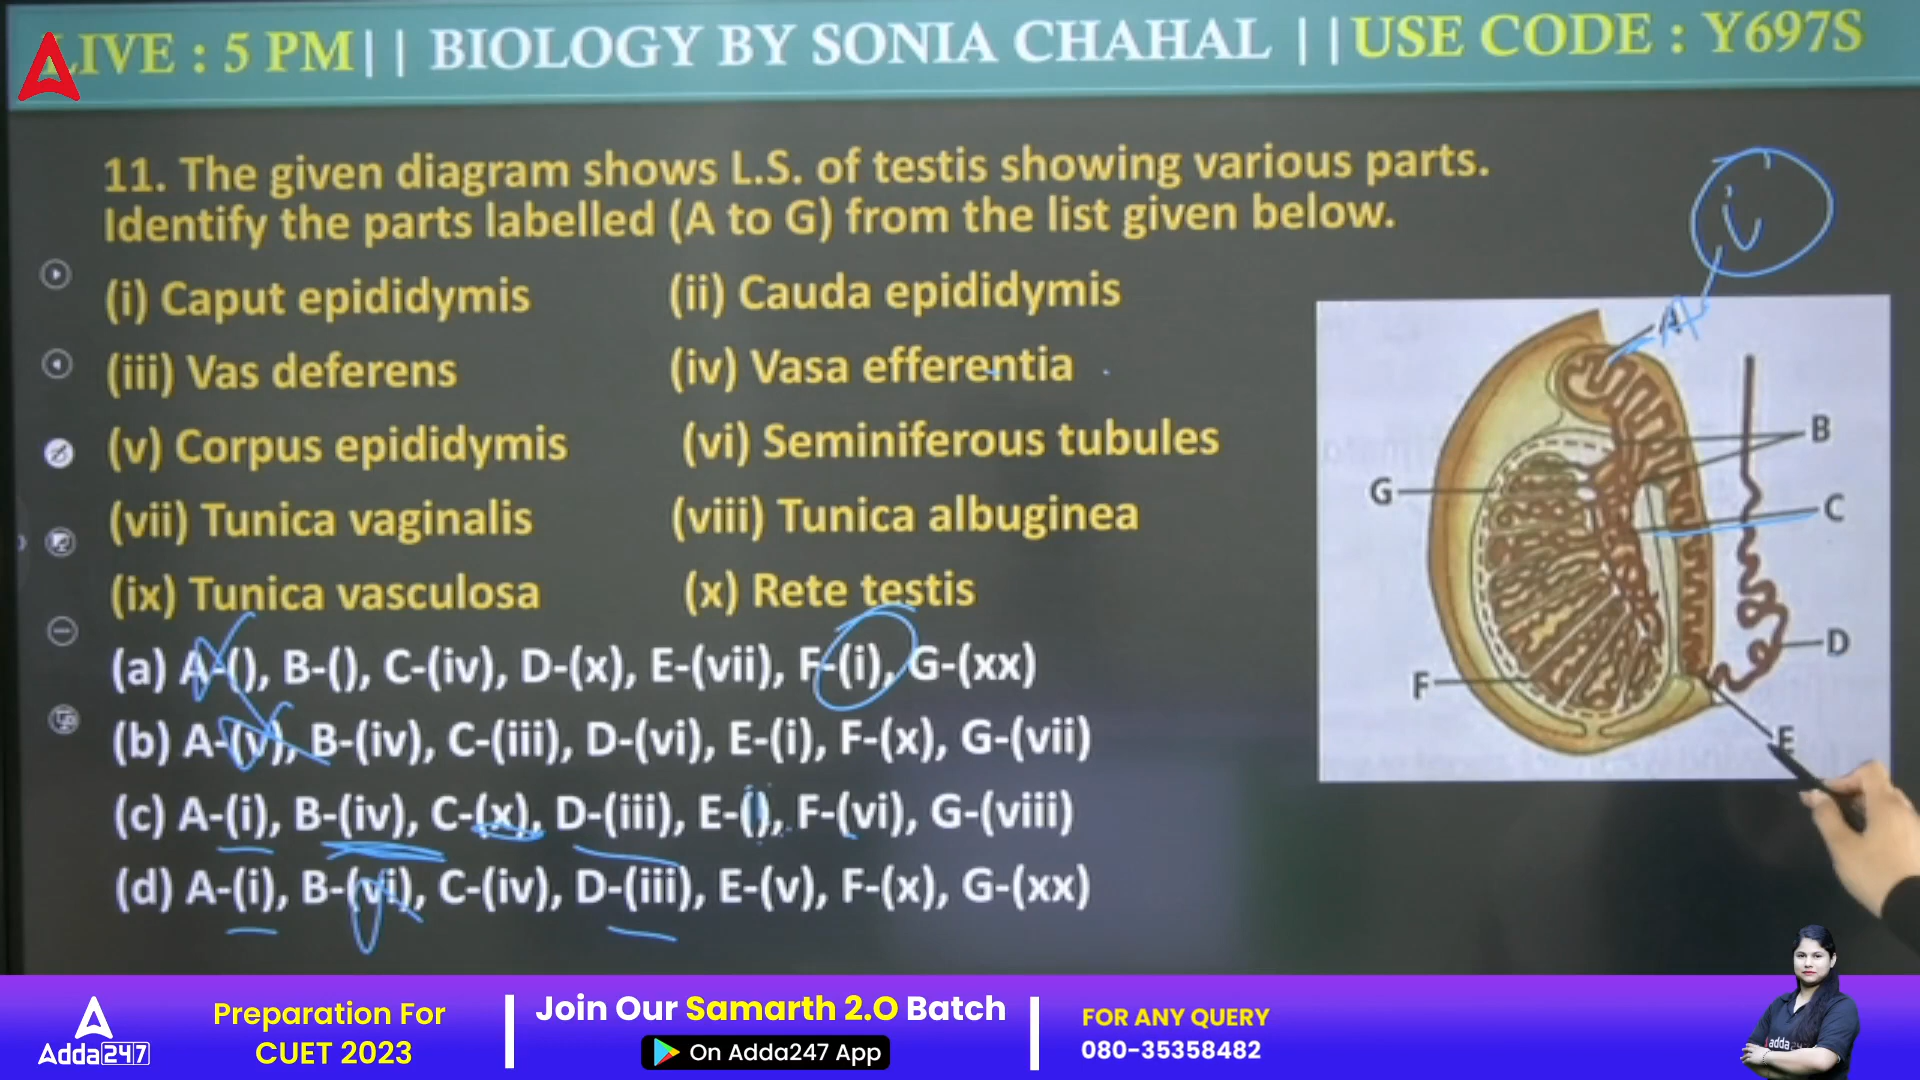 LIVE : 5 PM || BIOLOGY BY SONIA CHAHAL || USE CODE : Y697S
11. The given diagram shows L.S. of testis showing various parts.
Identify the parts labelled (A to G) from the list given below.
(i) Caput epididymis (ii) Cauda epididymis
(iii) Vas deferens (iv) Vasa efferentia
(v) Corpus epididymis (vi) Seminiferous tubules
(vii) Tunica vaginalis (viii) Tunica albuginea
(ix) Tunica vasculosa (x) Rete testis
(a) A-(), B-(), C-(iv), D-(x), E-(vii), F-(i), G-(xx)
(b) A-(v), B-(iv), C-(iii), D-(vi), E-(i), F-(x), G-(vii)
(c) A-(i), B-(iv), C-(x), D-(iii), E-(), F-(vi), G-(viii)
(d) A-(i), B-(vi), C-(iv), D-(iii), E-(v), F-(x), G-(xx)
i
A
B
G
C
D
F
E
Adda247
Preparation For
CUET 2023
Join Our Samarth 2.O Batch
On Adda247 App
FOR ANY QUERY
080-35358482
adda247